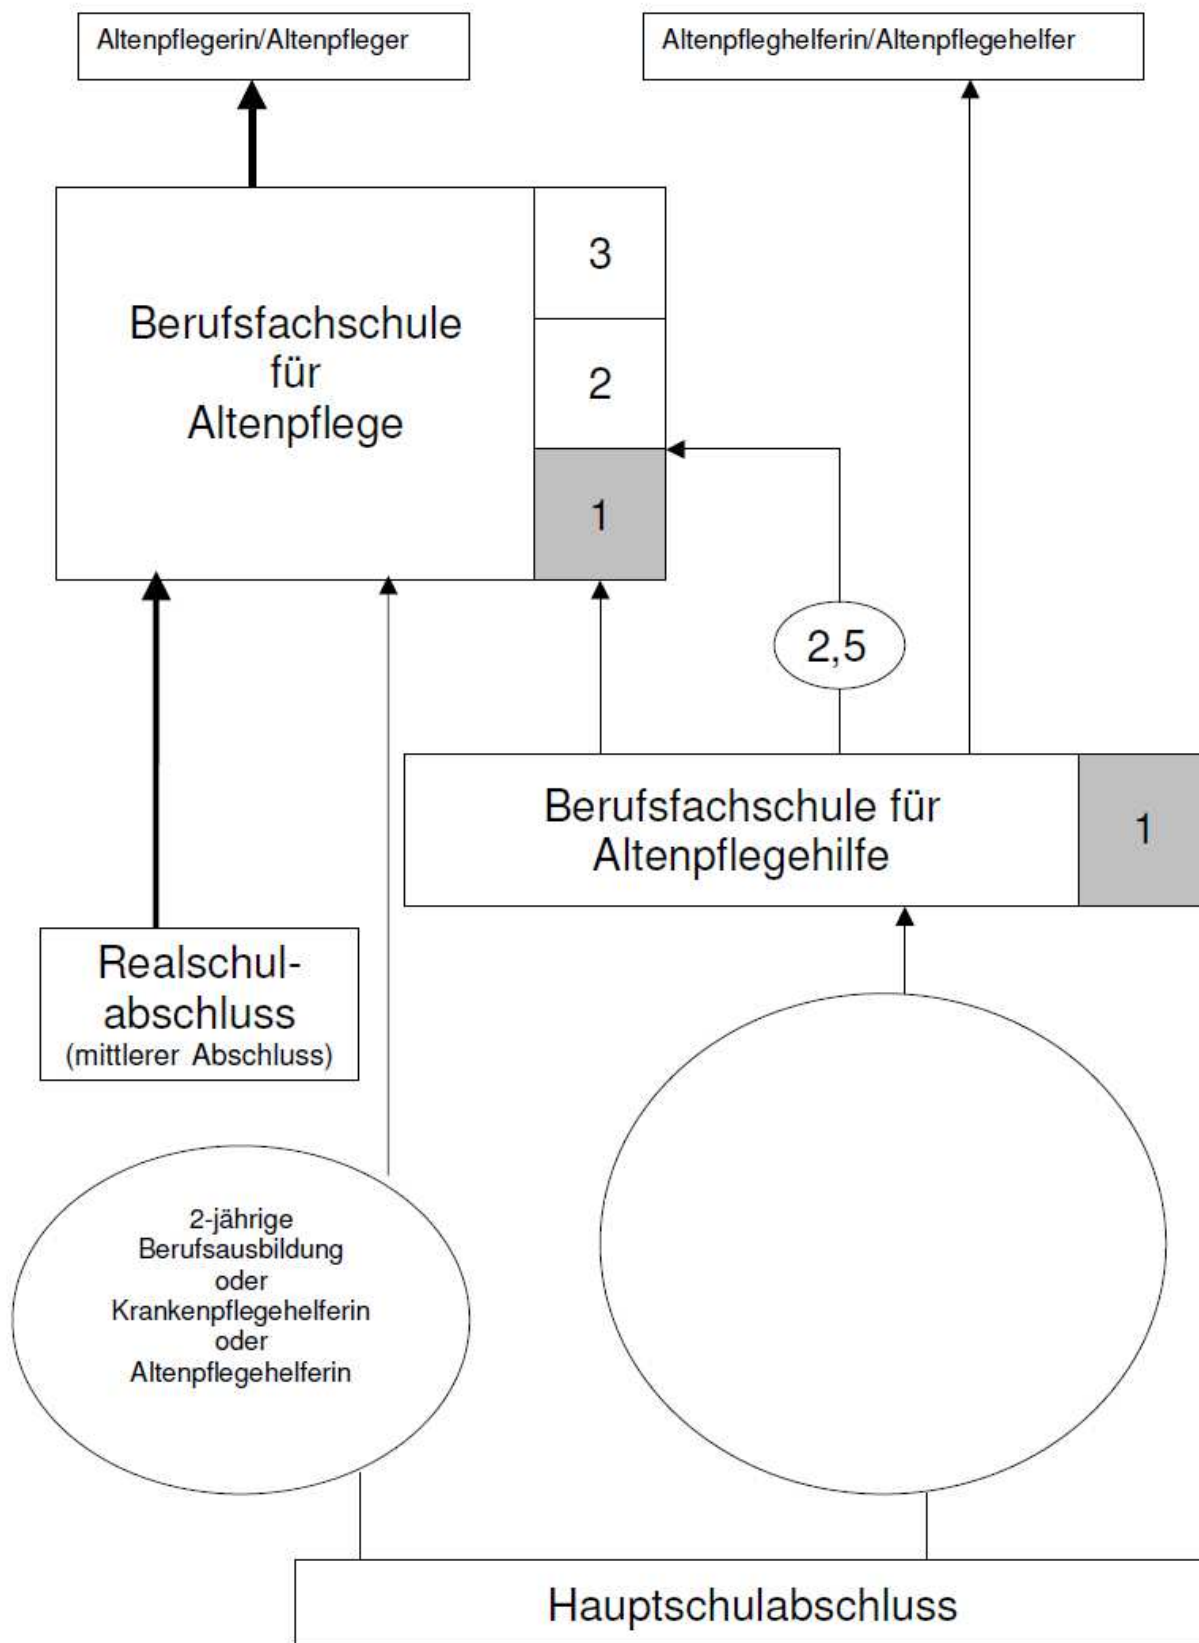 Altenpflegerin/Altenpfleger
Altenpfleghelferin/Altenpflegehelfer
3
Berufsfachschule
für
Altenpflege
2
1
2,5
Berufsfachschule für
Altenpflegehilfe
1
Realschul-
abschluss
(mittlerer Abschluss)
2-jährige
Berufsausbildung
oder
Krankenpflegehelferin
oder
Altenpflegehelferin
Hauptschulabschluss